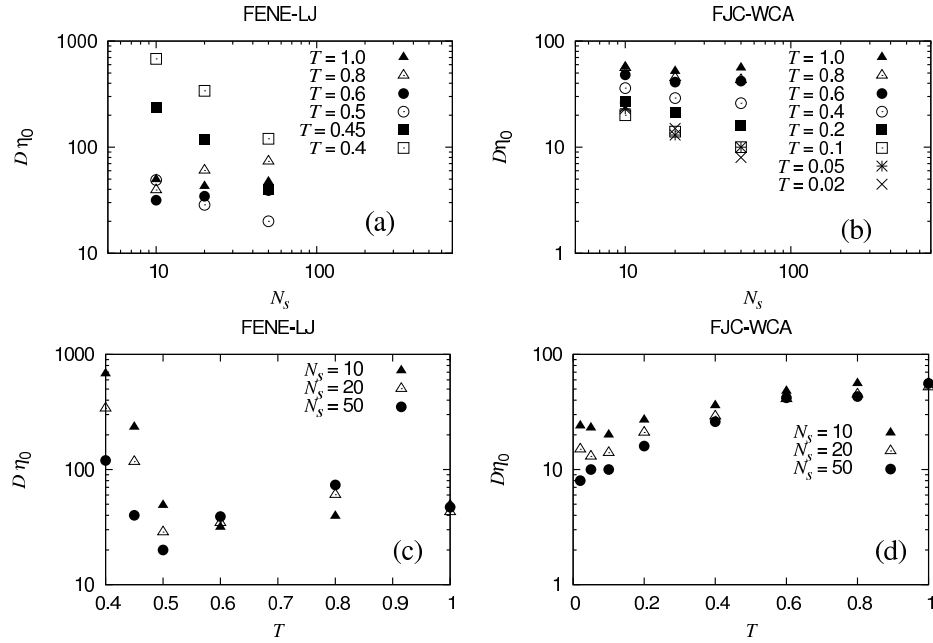 FENE-LJ
1000
100
10
D η₀
T = 1.0
T = 0.8
T = 0.6
T = 0.5
T = 0.45
T = 0.4
(a)
10
100
Nₛ
FJC-WCA
100
10
1
Dη₀
T = 1.0
T = 0.8
T = 0.6
T = 0.4
T = 0.2
T = 0.1
T = 0.05
T = 0.02
(b)
10
100
Nₛ
FENE-LJ
1000
100
10
D η₀
Nₛ = 10
Nₛ = 20
Nₛ = 50
(c)
0.4 0.5 0.6 0.7 0.8 0.9 1
T
FJC-WCA
100
10
1
Dη₀
Nₛ = 10
Nₛ = 20
Nₛ = 50
(d)
0 0.2 0.4 0.6 0.8 1
T